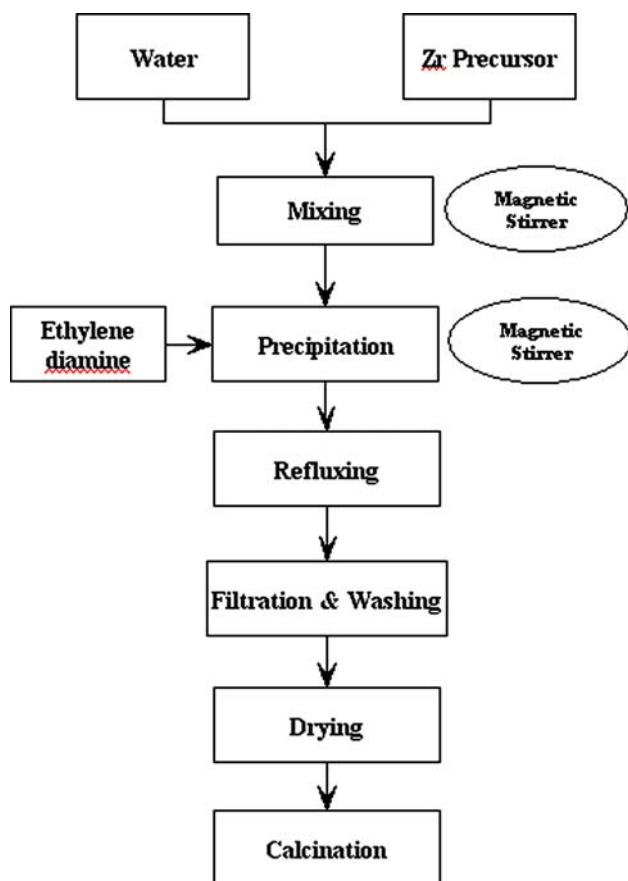 Water
Zr Precursor
Mixing
Magnetic
Stirrer
Ethylene
diamine
Precipitation
Magnetic
Stirrer
Refluxing
Filtration & Washing
Drying
Calcination